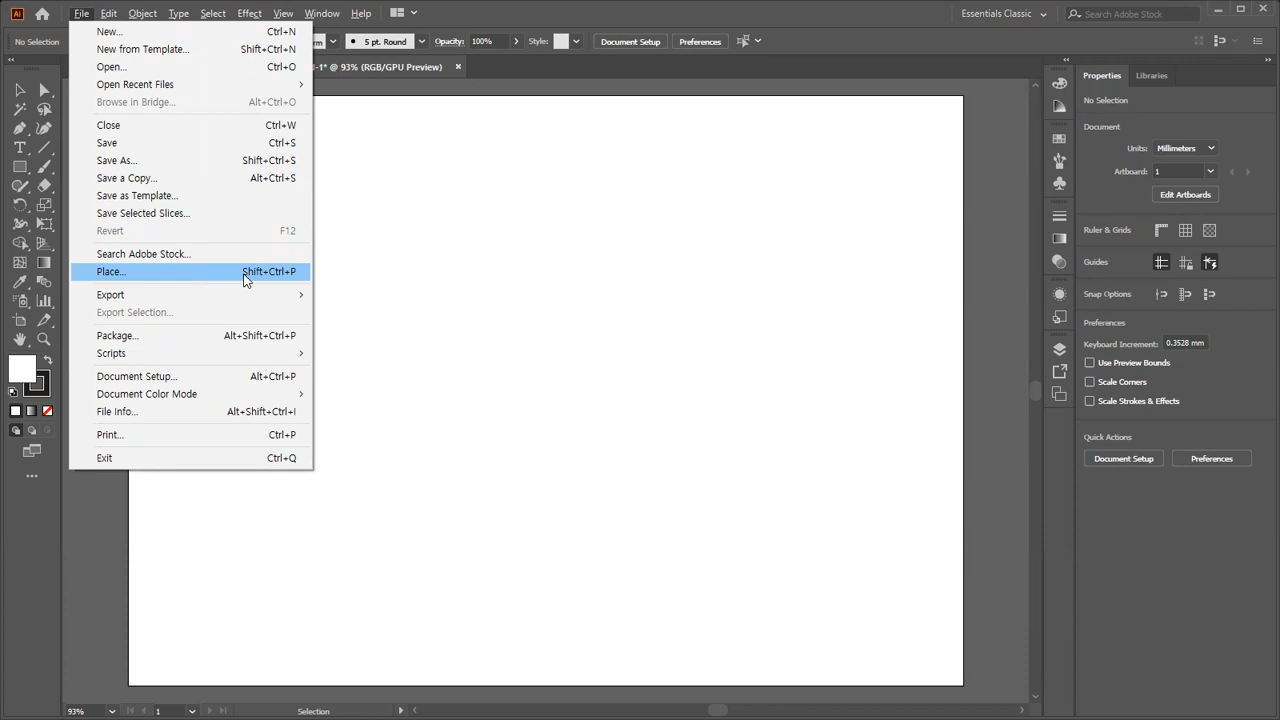 Ai File Edit Object Type Select Effect View Window Help Essentials Classic Search Adobe Stock
No Selection 5 pt. Round Opacity: 100% Style: Document Setup Preferences
@ 93% (RGB/GPU Preview)
New... Ctrl+N
New from Template... Shift+Ctrl+N
Open... Ctrl+O
Open Recent Files
Browse in Bridge... Alt+Ctrl+O
Close Ctrl+W
Save Ctrl+S
Save As... Shift+Ctrl+S
Save a Copy... Alt+Ctrl+S
Save as Template...
Save Selected Slices...
Revert F12
Search Adobe Stock...
Place... Shift+Ctrl+P
Export
Export Selection...
Package... Alt+Shift+Ctrl+P
Scripts
Document Setup... Alt+Ctrl+P
Document Color Mode
File Info... Alt+Shift+Ctrl+I
Print... Ctrl+P
Exit Ctrl+Q
Properties Libraries
No Selection
Document
Units: Millimeters
Artboard: 1
Edit Artboards
Ruler & Grids
Guides
Snap Options
Preferences
Keyboard Increment: 0.3528 mm
Use Preview Bounds
Scale Corners
Scale Strokes & Effects
Quick Actions
Document Setup Preferences
93% 1 Selection